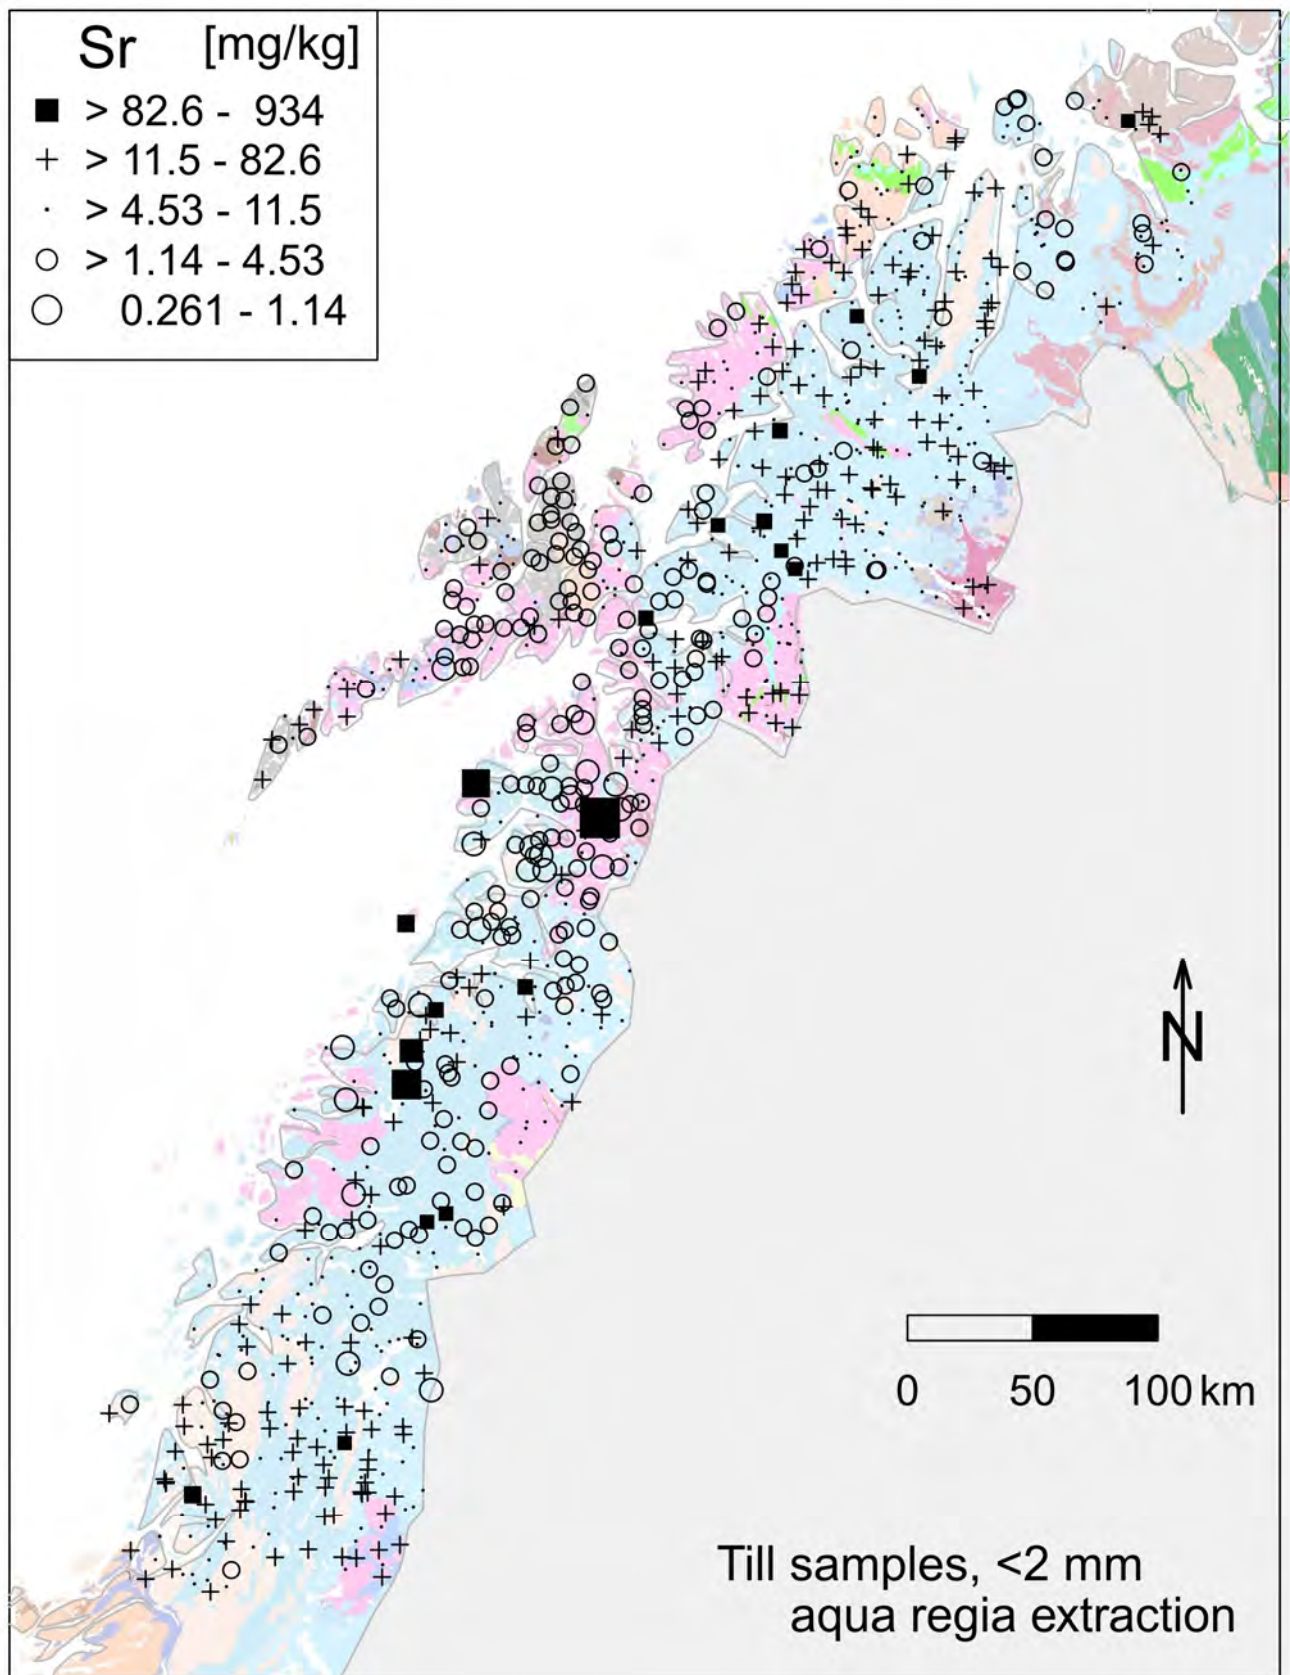 Sr [mg/kg]
> 82.6 - 934
> 11.5 - 82.6
> 4.53 - 11.5
> 1.14 - 4.53
0.261 - 1.14
N
0 50 100 km
Till samples, <2 mm
aqua regia extraction